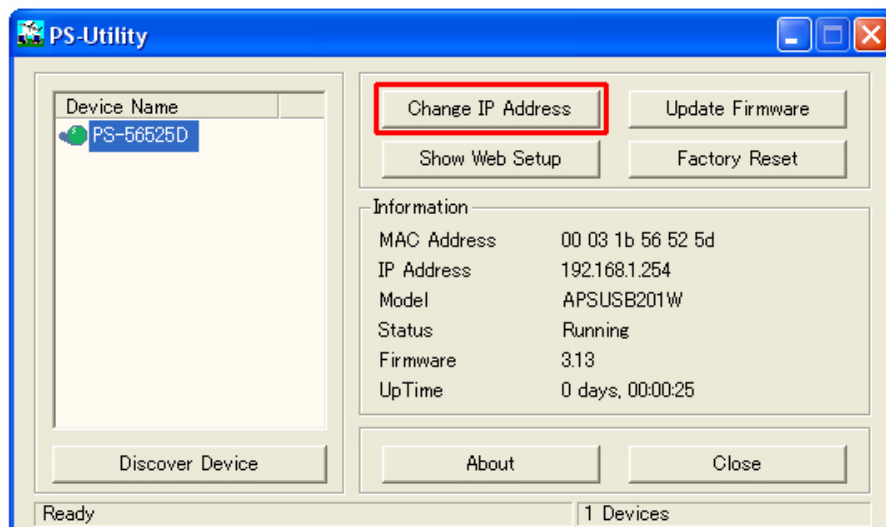 PS-Utility
Device Name
PS-56525D
Discover Device
Change IP Address
Update Firmware
Show Web Setup
Factory Reset
Information
MAC Address 00 03 1b 56 52 5d
IP Address 192.168.1.254
Model APSUSB201W
Status Running
Firmware 3.13
UpTime 0 days, 00:00:25
About
Close
Ready
1 Devices